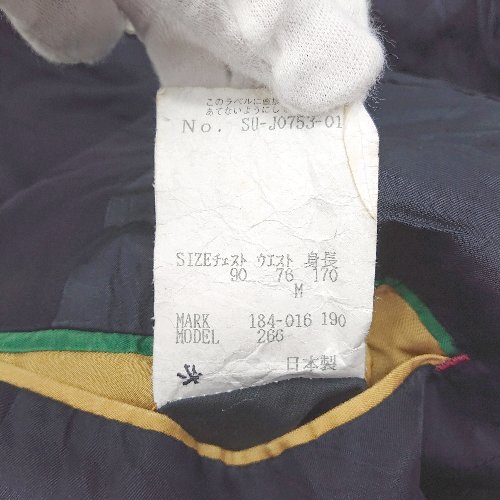 このラベルに直接
あてないようにして
No. SU-J0753-01
SIZEチェスト ウエスト 身長
90 76 170
M
MARK 184-016 190
MODEL 266
日本製